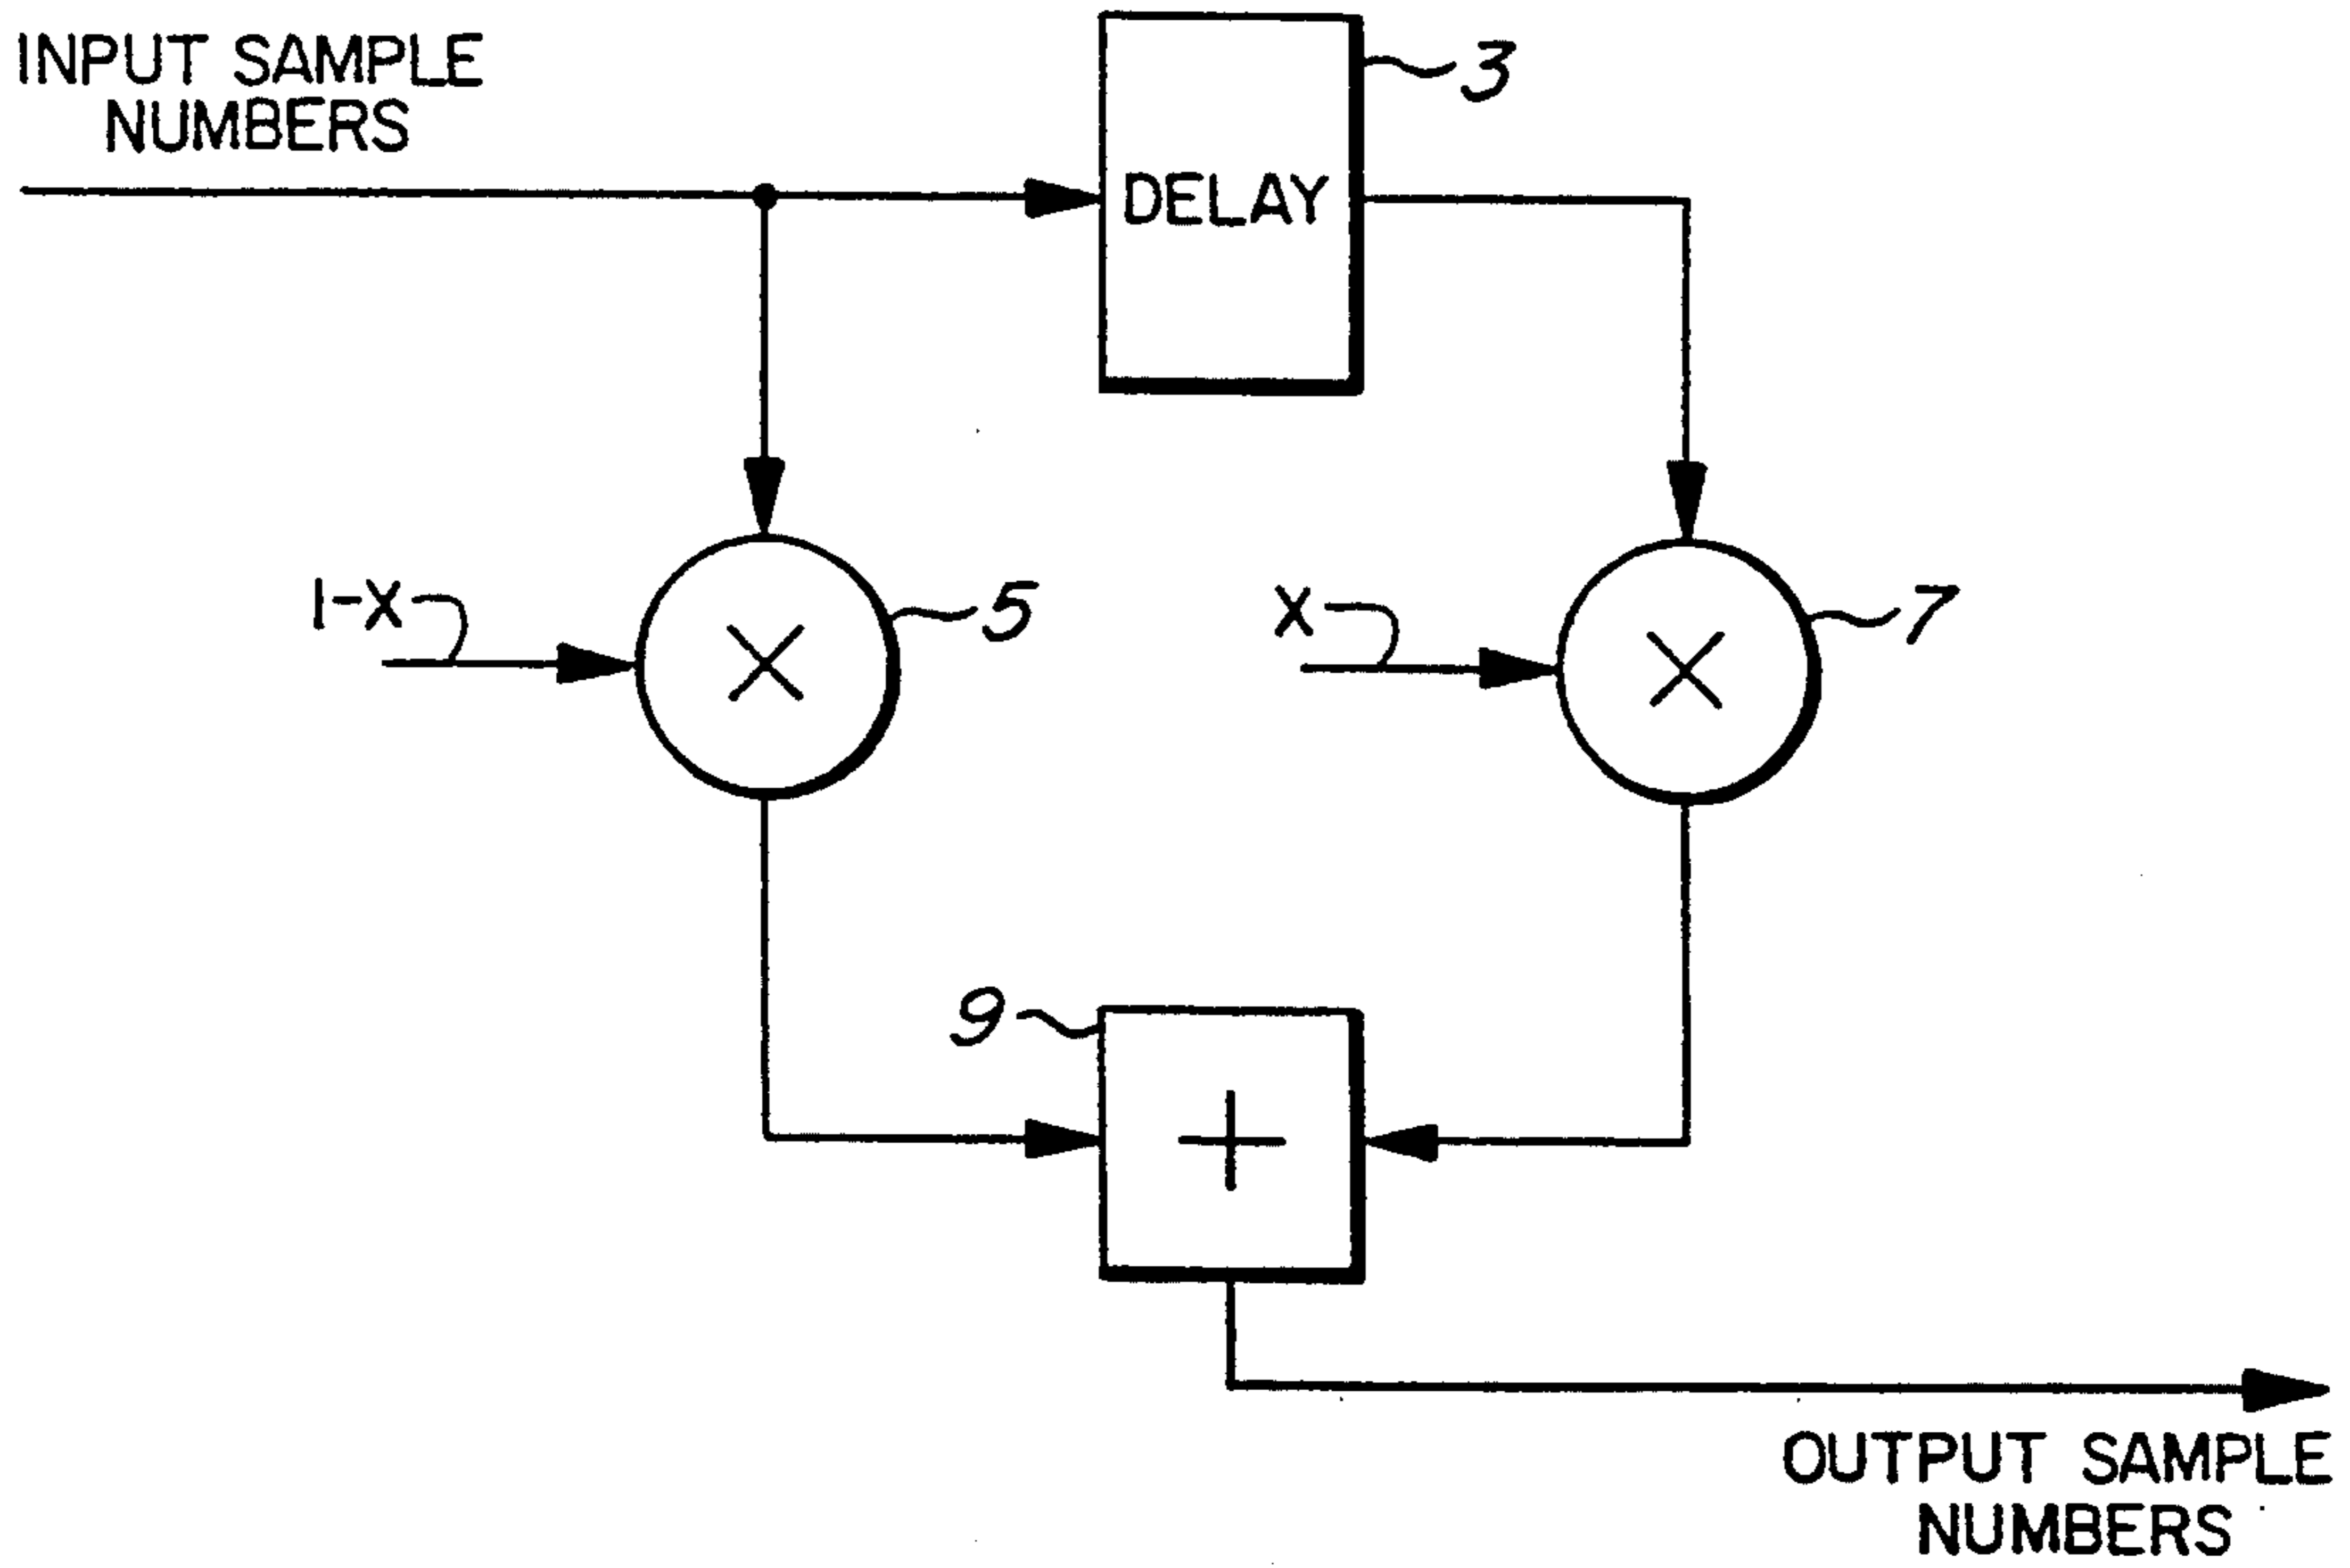 INPUT SAMPLE
NUMBERS
3
DELAY
1-X
5
X
7
9
+
OUTPUT SAMPLE
NUMBERS